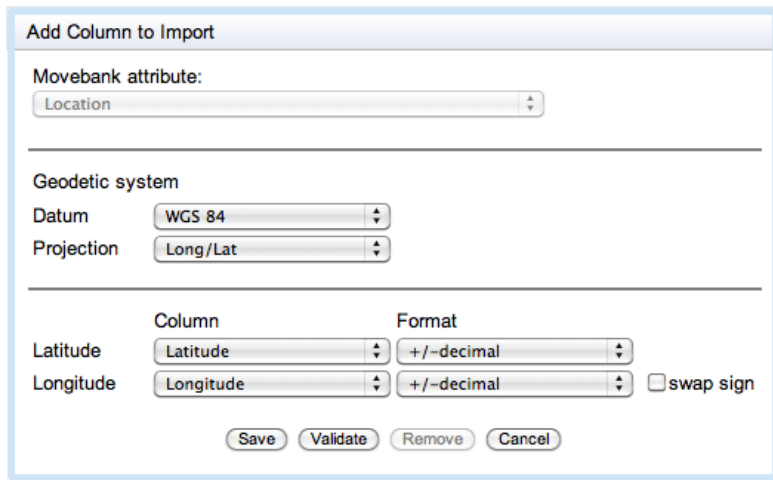 Add Column to Import
Movebank attribute:
Location
Geodetic system
Datum WGS 84
Projection Long/Lat
Column Format
Latitude Latitude +/-decimal
Longitude Longitude +/-decimal swap sign
Save Validate Remove Cancel